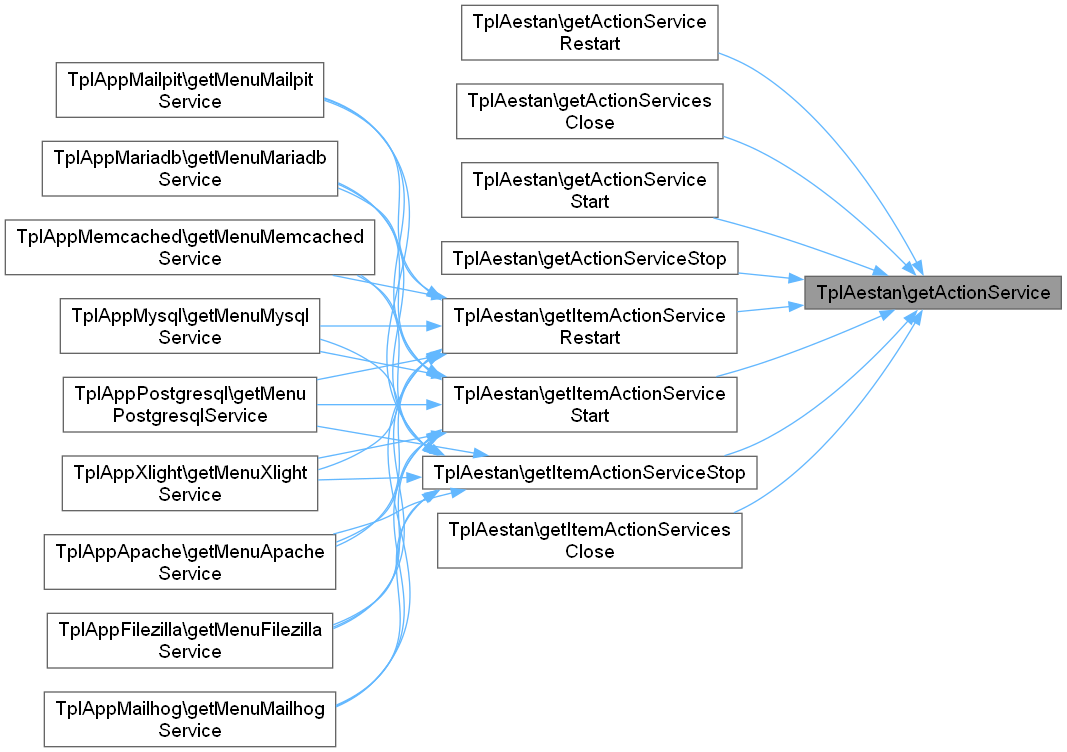 TplAestan\getActionService
Restart
TplAestan\getActionServices
Close
TplAestan\getActionService
Start
TplAestan\getActionServiceStop
TplAestan\getActionService
TplAestan\getItemActionService
Restart
TplAestan\getItemActionService
Start
TplAestan\getItemActionServiceStop
TplAestan\getItemActionServices
Close
TplAppMailpit\getMenuMailpit
Service
TplAppMariadb\getMenuMariadb
Service
TplAppMemcached\getMenuMemcached
Service
TplAppMysql\getMenuMysql
Service
TplAppPostgresql\getMenu
PostgresqlService
TplAppXlight\getMenuXlight
Service
TplAppApache\getMenuApache
Service
TplAppFilezilla\getMenuFilezilla
Service
TplAppMailhog\getMenuMailhog
Service